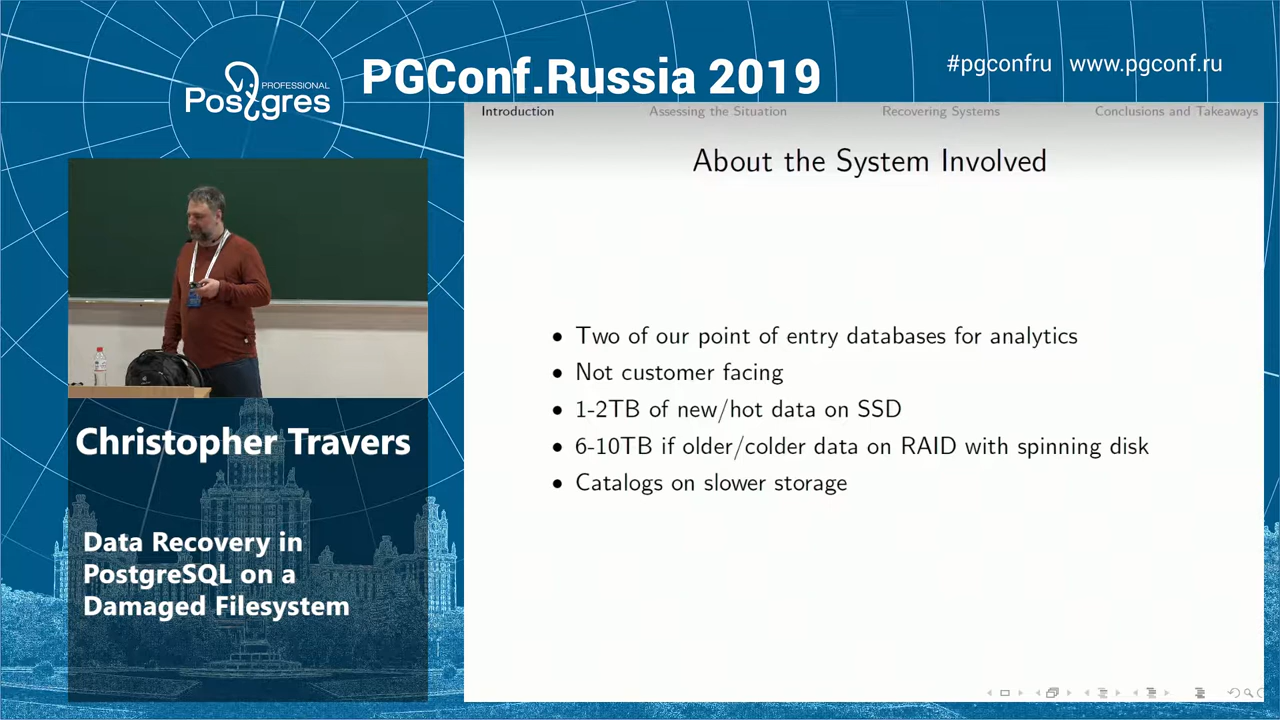 PROFESSIONAL
Postgres
PGConf.Russia 2019
#pgconfru www.pgconf.ru
Introduction
Assessing the Situation
Recovering Systems
Conclusions and Takeaways
About the System Involved
• Two of our point of entry databases for analytics
• Not customer facing
• 1-2TB of new/hot data on SSD
• 6-10TB if older/colder data on RAID with spinning disk
• Catalogs on slower storage
Christopher Travers
Data Recovery in
PostgreSQL on a
Damaged Filesystem